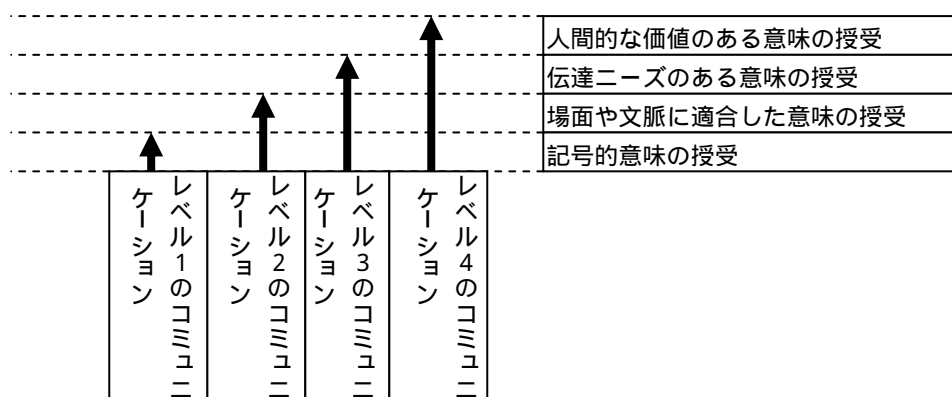 人間的な価値のある意味の授受
伝達ニーズのある意味の授受
場面や文脈に適合した意味の授受
記号的意味の授受
レベル1のコミュニ
ケーション
レベル2のコミュニ
ケーション
レベル3のコミュニ
ケーション
レベル4のコミュニ
ケーション